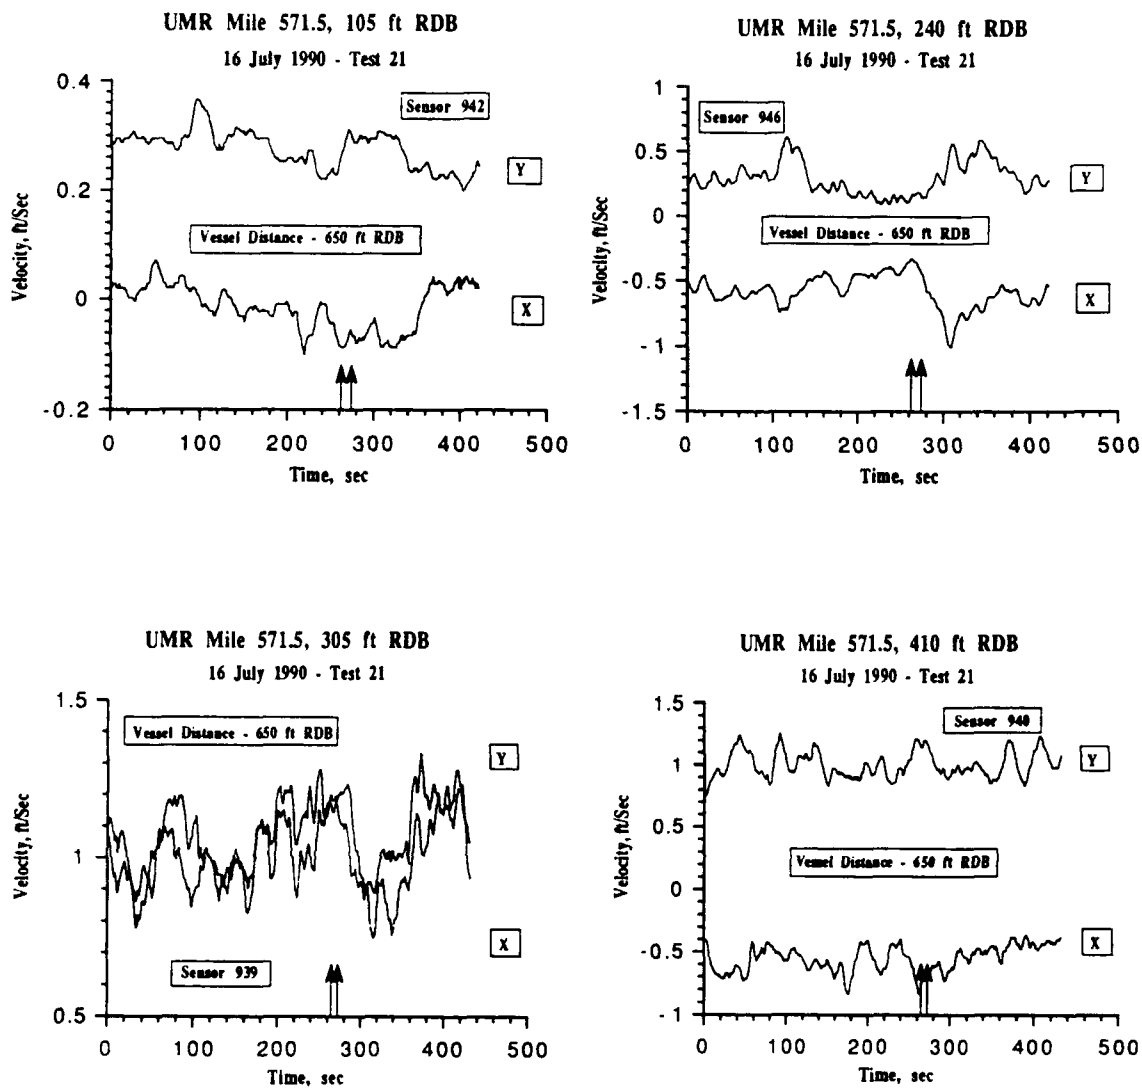 UMR Mile 571.5, 105 ft RDB
16 July 1990 - Test 21
0.4
0.2
0
-0.2
Velocity, ft/Sec
Sensor 942
Y
Vessel Distance - 650 ft RDB
X
0 100 200 300 400 500
Time, sec
UMR Mile 571.5, 240 ft RDB
16 July 1990 - Test 21
1
0.5
0
-0.5
-1
-1.5
Velocity, ft/Sec
Sensor 946
Y
Vessel Distance - 650 ft RDB
X
0 100 200 300 400 500
Time, sec
UMR Mile 571.5, 305 ft RDB
16 July 1990 - Test 21
1.5
1
0.5
Velocity, ft/Sec
Vessel Distance - 650 ft RDB
Y
X
Sensor 939
0 100 200 300 400 500
Time, sec
UMR Mile 571.5, 410 ft RDB
16 July 1990 - Test 21
1.5
1
0.5
0
-0.5
-1
Velocity, ft/Sec
Sensor 940
Y
Vessel Distance - 650 ft RDB
X
0 100 200 300 400 500
Time, sec